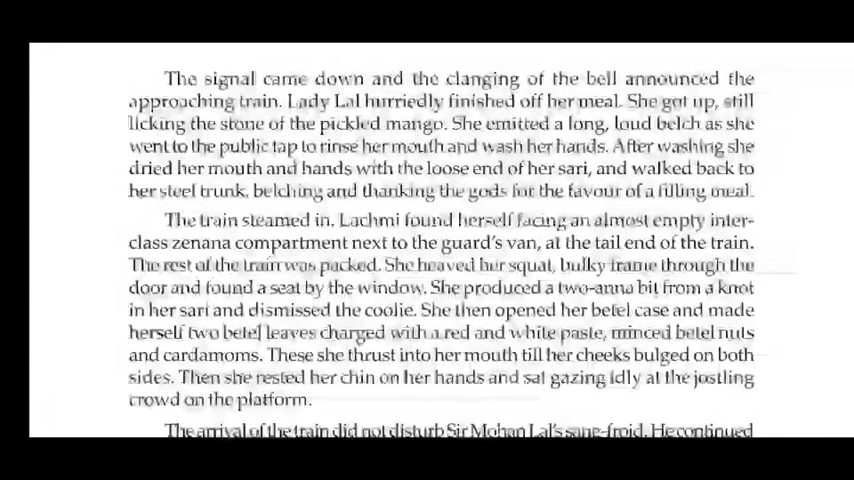 The signal came down and the clanging of the bell announced the
approaching train. Lady Lal hurriedly finished off her meal. She got up, still
licking the stone of the pickled mango. She emitted a long, loud belch as she
went to the public tap to rinse her mouth and wash her hands. After washing she
dried her mouth and hands with the loose end of her sari, and walked back to
her steel trunk, belching and thanking the gods for the favour of a filling meal.
The train steamed in. Lachmi found herself facing an almost empty inter-
class zenana compartment next to the guard's van, at the tail end of the train.
The rest of the train was packed. She heaved her squat, bulky frame through the
door and found a seat by the window. She produced a two-anna bit from a knot
in her sari and dismissed the coolie. She then opened her betel case and made
herself two betel leaves charged with a red and white paste, minced betel nuts
and cardamoms. These she thrust into her mouth till her cheeks bulged on both
sides. Then she rested her chin on her hands and sat gazing idly at the jostling
crowd on the platform.
The arrival of the train did not disturb Sir Mohan Lal's sang-froid. He continued